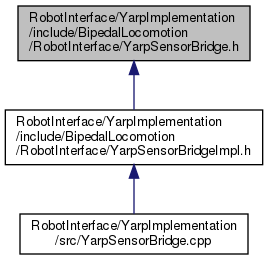 RobotInterface/YarpImplementation
/include/BipedalLocomotion
/RobotInterface/YarpSensorBridge.h
RobotInterface/YarpImplementation
/include/BipedalLocomotion
/RobotInterface/YarpSensorBridgeImpl.h
RobotInterface/YarpImplementation
/src/YarpSensorBridge.cpp